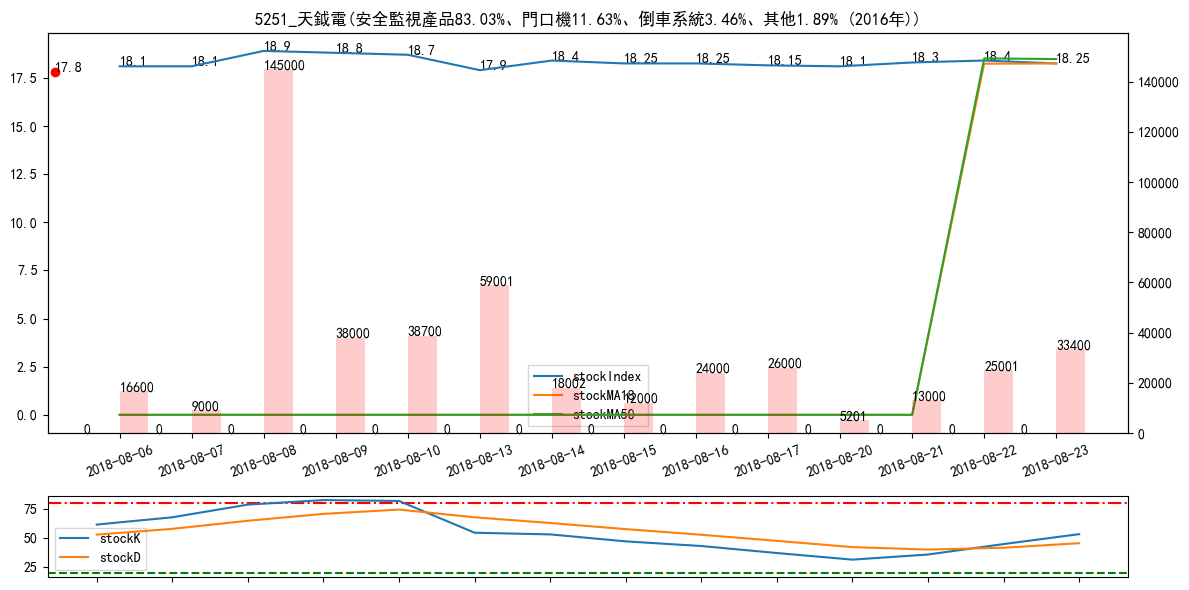 5251_天鉞電(安全監視產品83.03%、門口機11.63%、倒車系統3.46%、其他1.89% (2016年))
17.8 18.1 18.1 18.9 18.8 18.7 17.9 18.4 18.25 18.25 18.15 18.1 18.3 18.4 18.25
17.5 15.0 12.5 10.0 7.5 5.0 2.5 0.0
140000 120000 100000 80000 60000 40000 20000 0
16600 9000 145000 38000 38700 59001 18002 12000 24000 26000 5201 13000 25001 33400
0 0 0 0 0 0 0 0 0 0 0 0 0 0
stockIndex
stockMA18
stockMA50
2018-08-06 2018-08-07 2018-08-08 2018-08-09 2018-08-10 2018-08-13 2018-08-14 2018-08-15 2018-08-16 2018-08-17 2018-08-20 2018-08-21 2018-08-22 2018-08-23
75 50 25
stockK
stockD